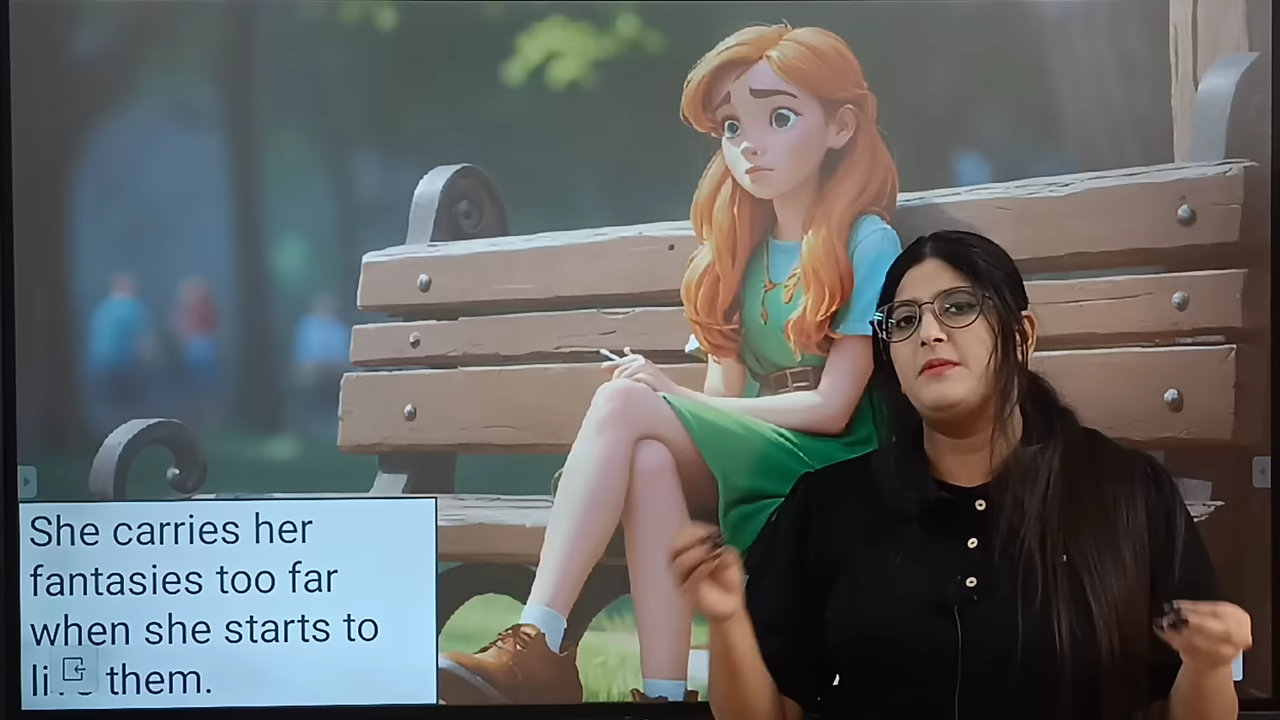 She carries her
fantasies too far
when she starts to
them.